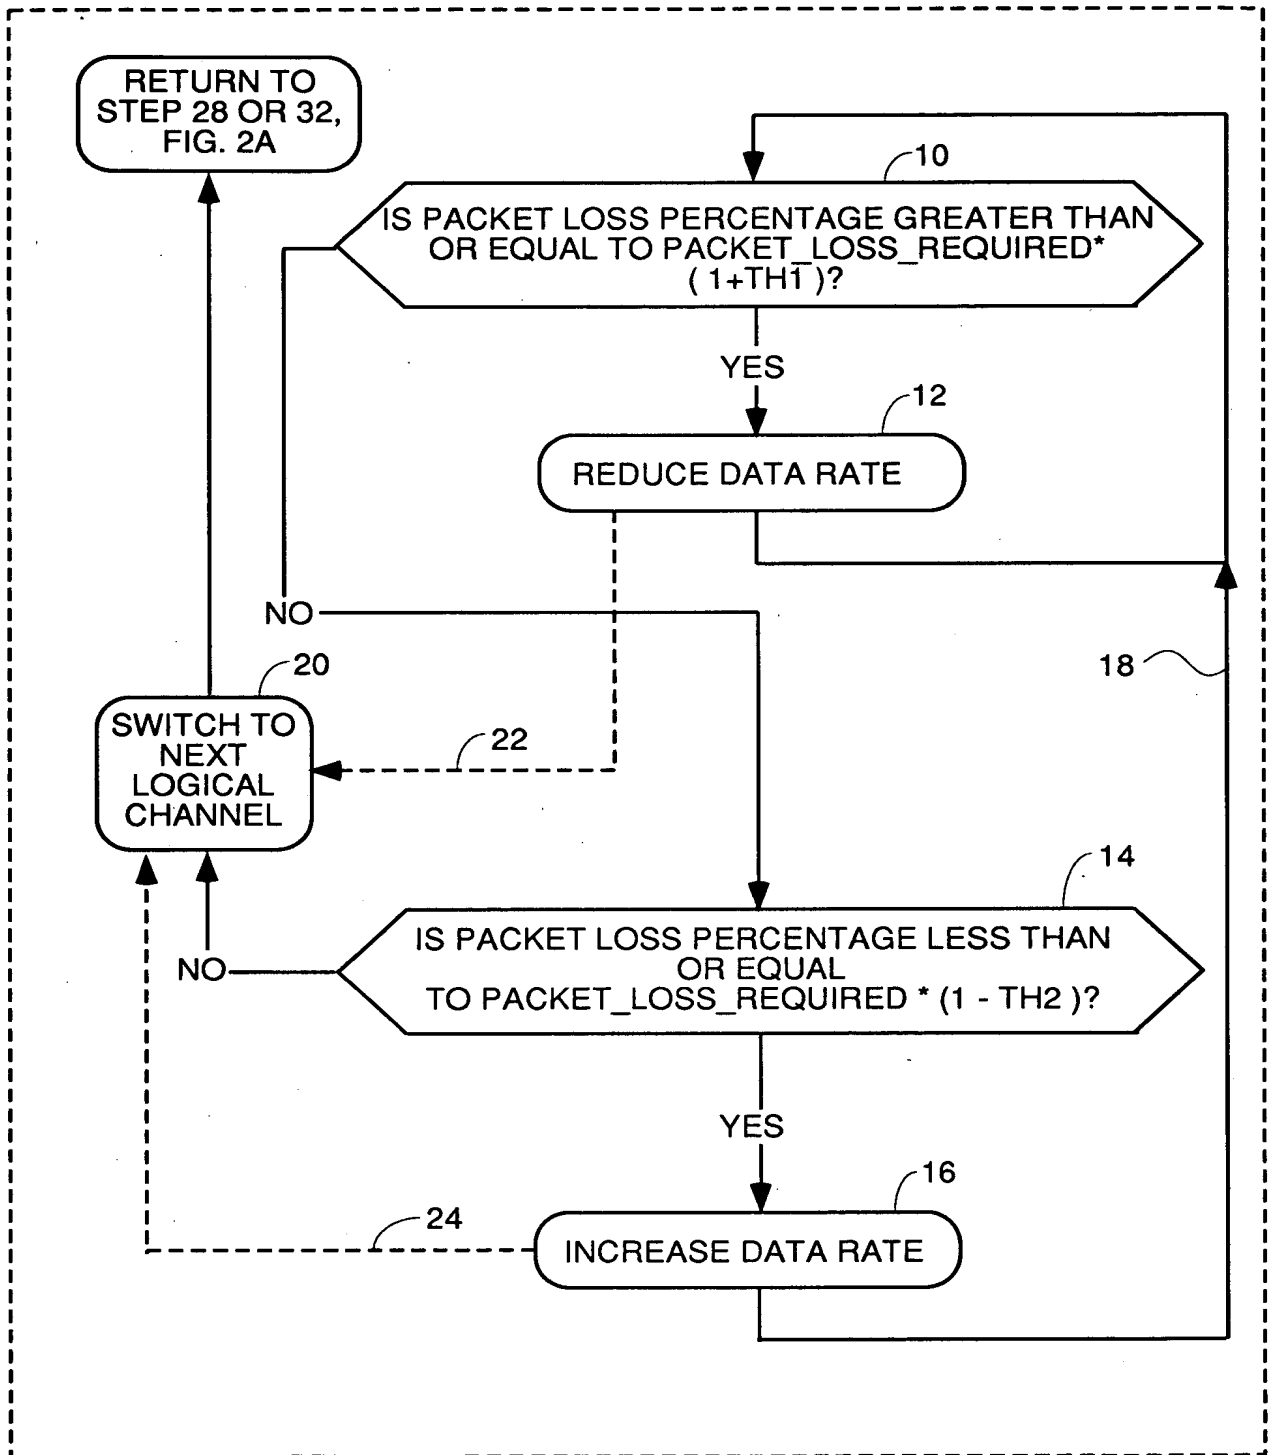 RETURN TO
STEP 28 OR 32,
FIG. 2A
10
IS PACKET LOSS PERCENTAGE GREATER THAN
OR EQUAL TO PACKET_LOSS_REQUIRED*
( 1+TH1 )?
YES
12
REDUCE DATA RATE
NO
20
18
SWITCH TO
NEXT
LOGICAL
CHANNEL
22
14
IS PACKET LOSS PERCENTAGE LESS THAN
OR EQUAL
TO PACKET_LOSS_REQUIRED * (1 - TH2 )?
NO
YES
16
24
INCREASE DATA RATE